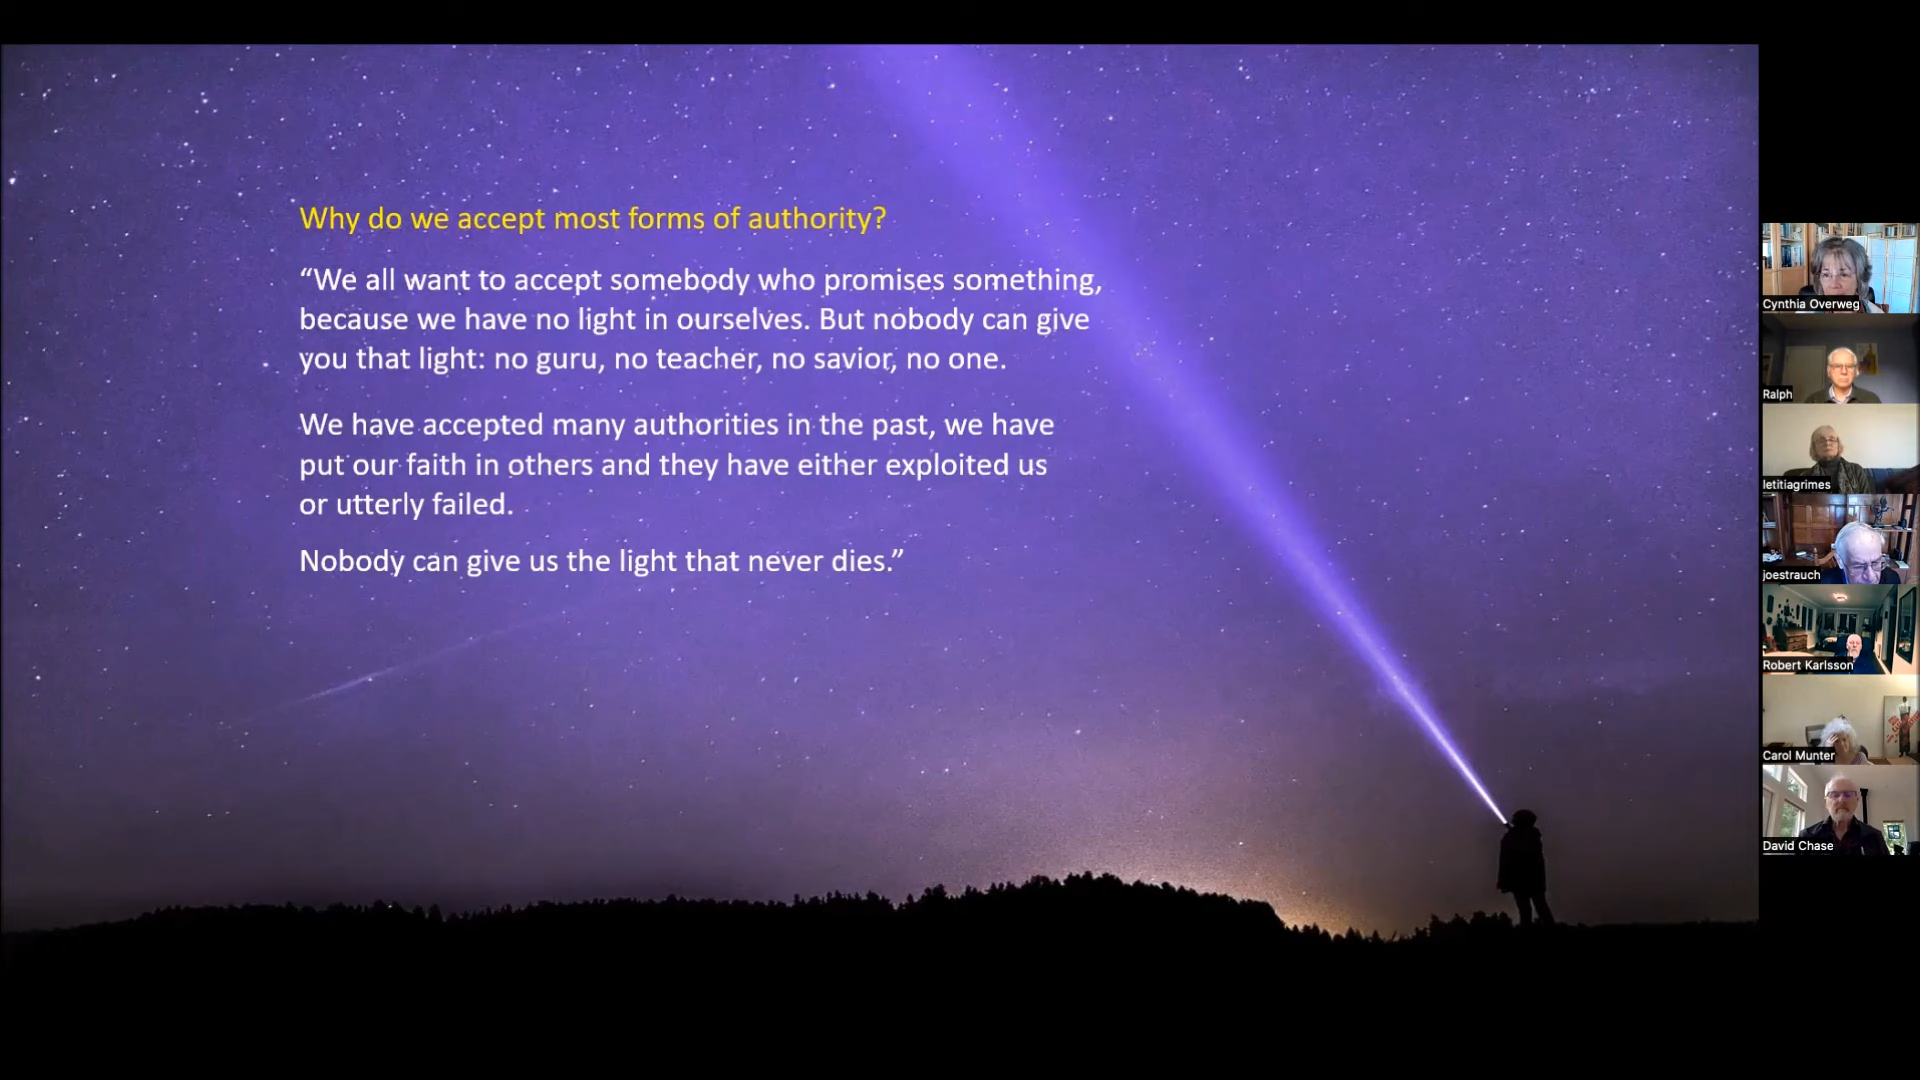 Why do we accept most forms of authority?
“We all want to accept somebody who promises something,
because we have no light in ourselves. But nobody can give
you that light: no guru, no teacher, no savior, no one.
We have accepted many authorities in the past, we have
put our faith in others and they have either exploited us
or utterly failed.
Nobody can give us the light that never dies.”
Cynthia Overweg
Ralph
letitiagrimes
joestrauch
Robert Karlsson
Carol Munter
David Chase